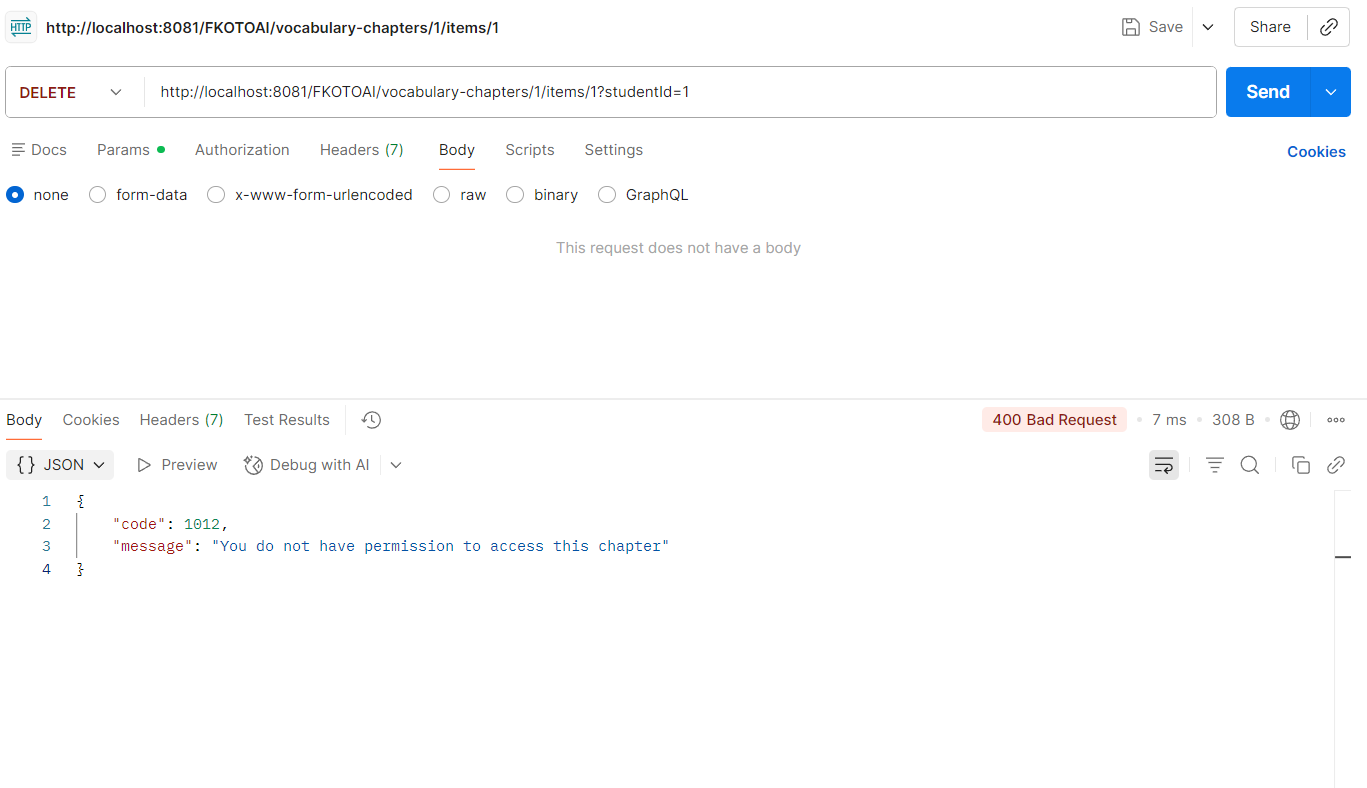 HTTP http://localhost:8081/FKOTOAI/vocabulary-chapters/1/items/1 Save Share
DELETE http://localhost:8081/FKOTOAI/vocabulary-chapters/1/items/1?studentId=1 Send
Docs Params Authorization Headers (7) Body Scripts Settings Cookies
none form-data x-www-form-urlencoded raw binary GraphQL
This request does not have a body
Body Cookies Headers (7) Test Results 400 Bad Request • 7 ms • 308 B •
{} JSON Preview Debug with AI
1 {
2 "code": 1012,
3 "message": "You do not have permission to access this chapter"
4 }